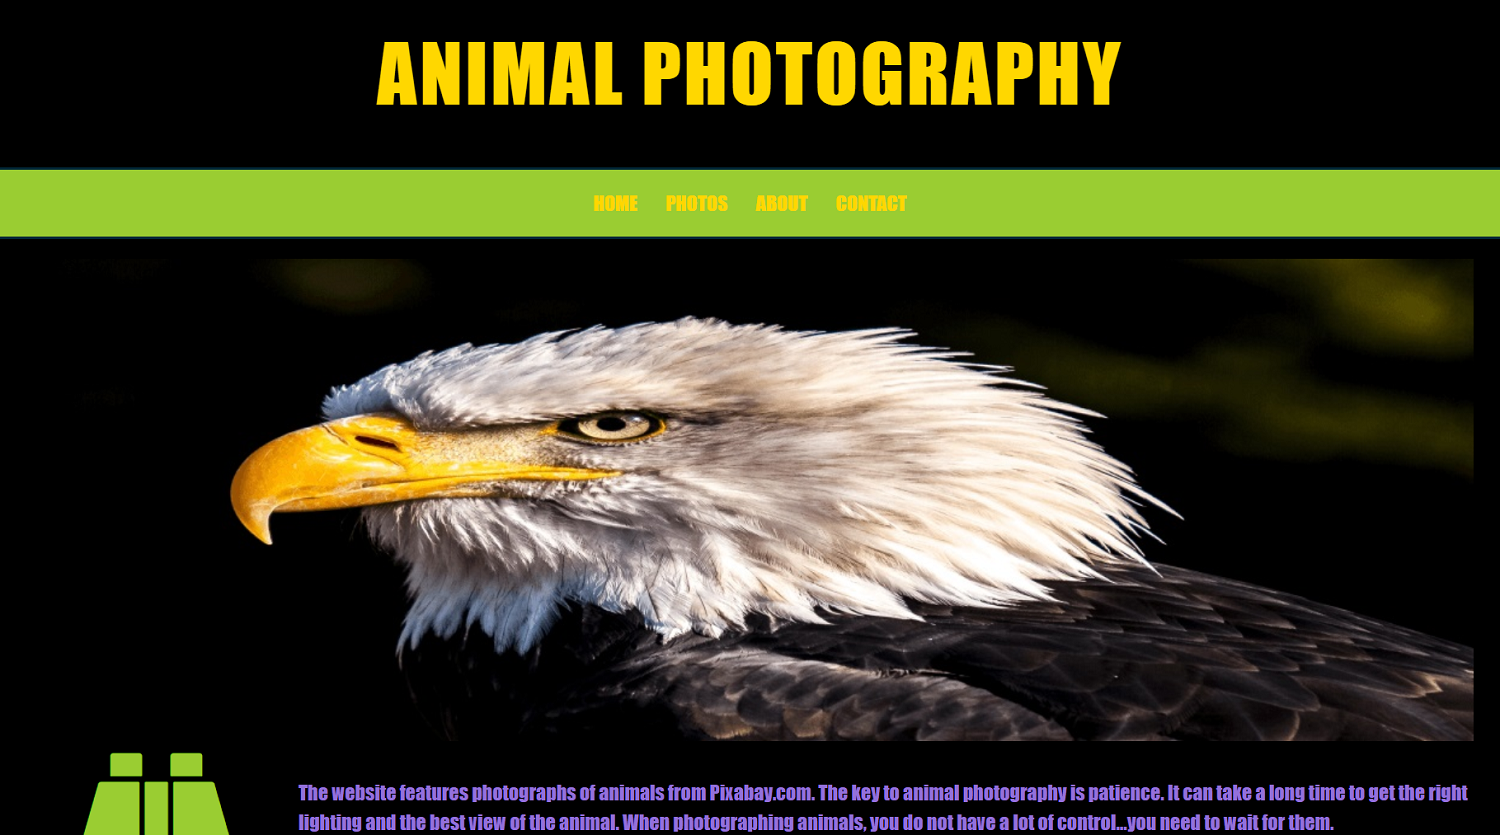 ANIMAL PHOTOGRAPHY
HOME PHOTOS ABOUT CONTACT
The website features photographs of animals from Pixabay.com. The key to animal photography is patience. It can take a long time to get the right
lighting and the best view of the animal. When photographing animals, you do not have a lot of control...you need to wait for them.